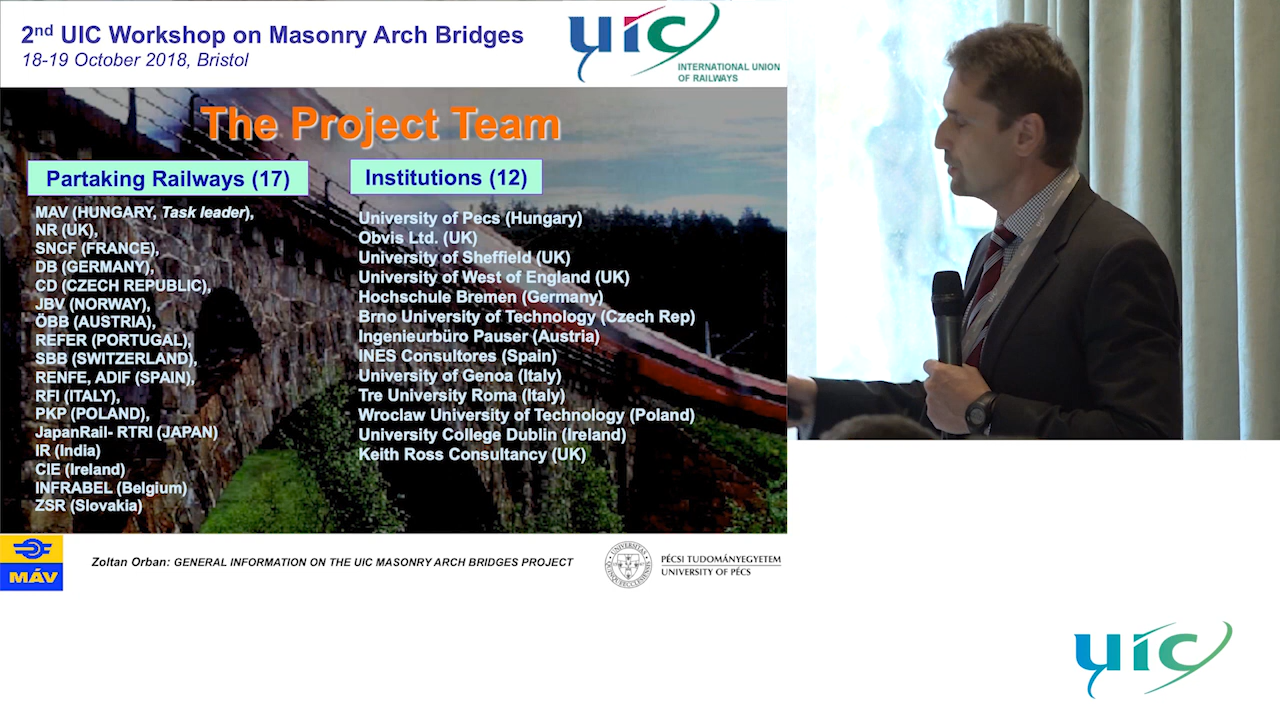 2nd UIC Workshop on Masonry Arch Bridges
18-19 October 2018, Bristol
uic
INTERNATIONAL UNION
OF RAILWAYS
The Project Team
Partaking Railways (17)
MAV (HUNGARY, Task leader),
NR (UK),
SNCF (FRANCE),
DB (GERMANY),
CD (CZECH REPUBLIC),
JBV (NORWAY),
ÖBB (AUSTRIA),
REFER (PORTUGAL),
SBB (SWITZERLAND),
RENFE, ADIF (SPAIN),
RFI (ITALY),
PKP (POLAND),
JapanRail- RTRI (JAPAN)
IR (India)
CIE (Ireland)
INFRABEL (Belgium)
ZSR (Slovakia)
Institutions (12)
University of Pecs (Hungary)
Obvis Ltd. (UK)
University of Sheffield (UK)
University of West of England (UK)
Hochschule Bremen (Germany)
Brno University of Technology (Czech Rep)
Ingenieurbüro Pauser (Austria)
INES Consultores (Spain)
University of Genoa (Italy)
Tre University Roma (Italy)
Wroclaw University of Technology (Poland)
University College Dublin (Ireland)
Keith Ross Consultancy (UK)
MÁV
Zoltan Orban: GENERAL INFORMATION ON THE UIC MASONRY ARCH BRIDGES PROJECT
PÉCSI TUDOMÁNYEGYETEM
UNIVERSITY OF PÉCS
uic